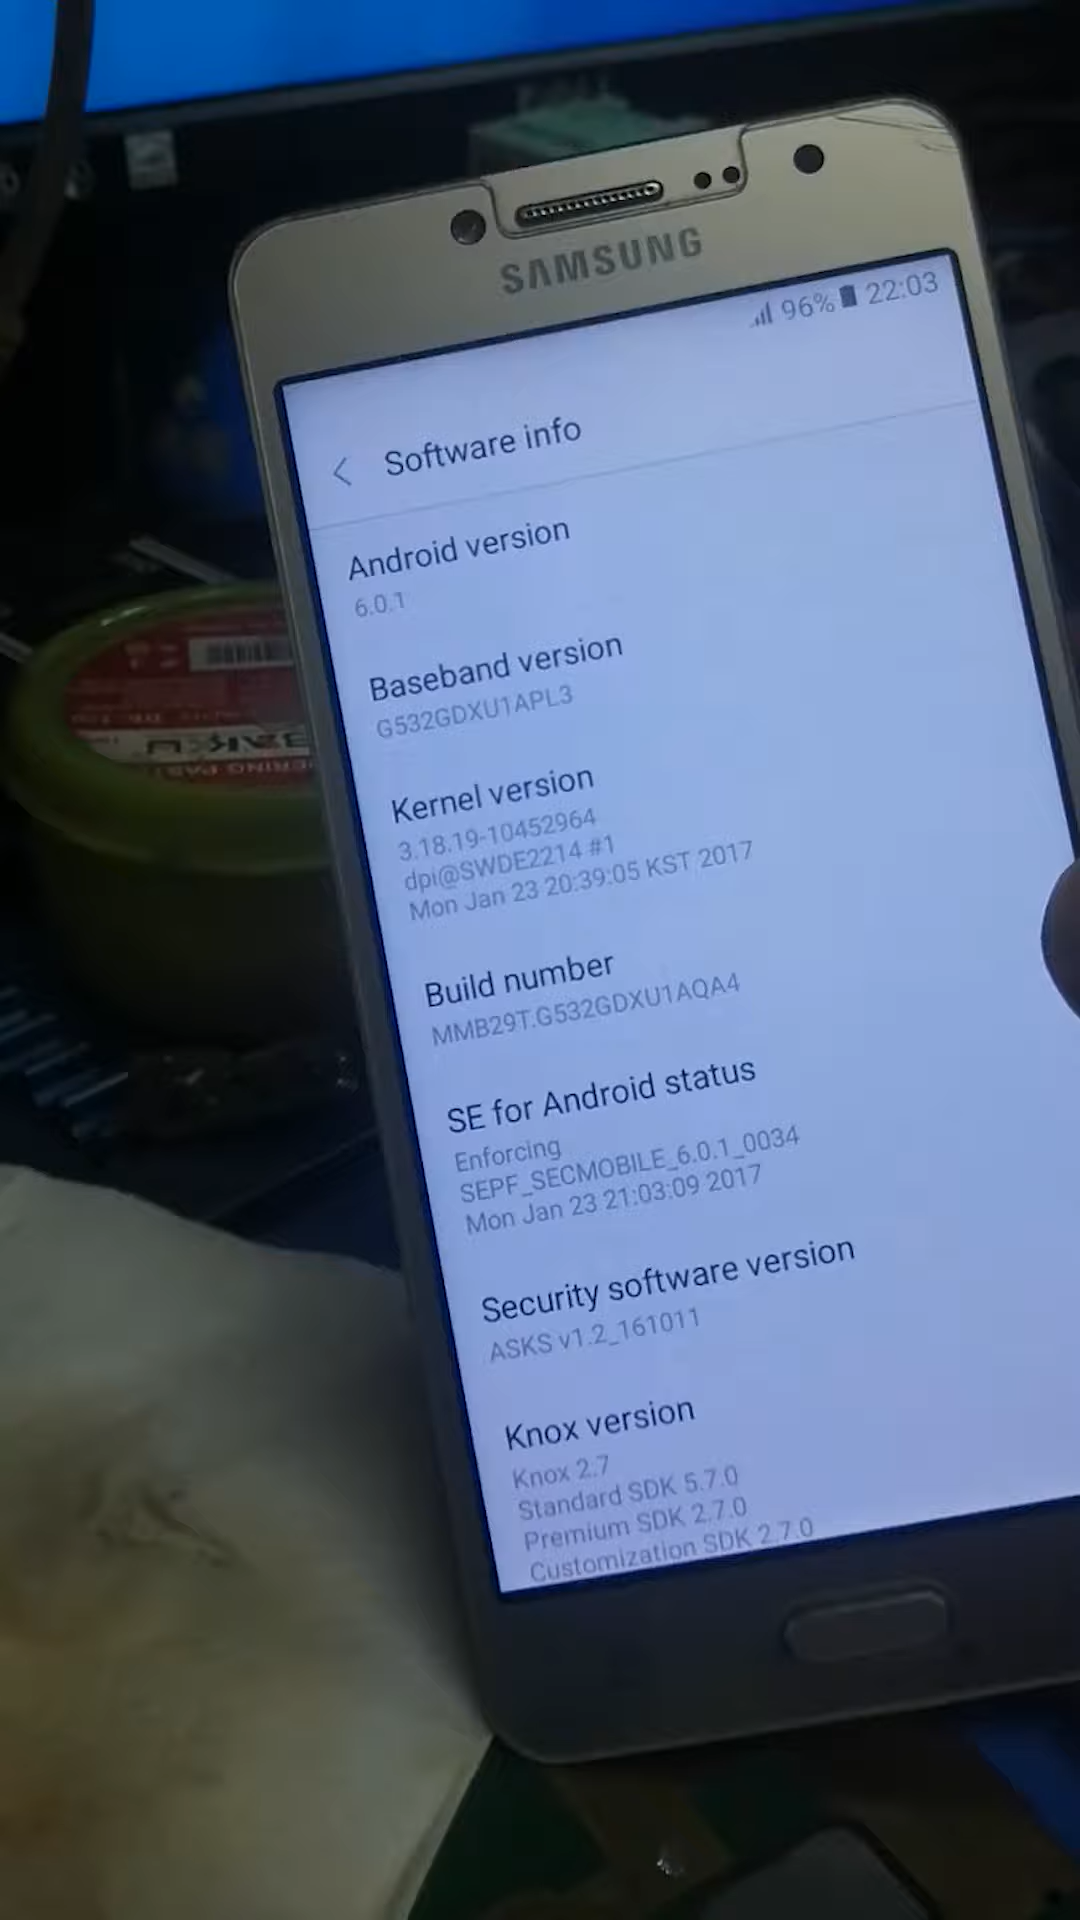 SAMSUNG
96% 22:03
Software info
Android version
6.0.1
Baseband version
G532GDXU1APL3
Kernel version
3.18.19-10452964
dpi@SWDE2214 #1
Mon Jan 23 20:39:05 KST 2017
Build number
MMB29T.G532GDXU1AQA4
SE for Android status
Enforcing
SEPF_SECMOBILE_6.0.1_0034
Mon Jan 23 21:03:09 2017
Security software version
ASKS v1.2_161011
Knox version
Knox 2.7
Standard SDK 5.7.0
Premium SDK 2.7.0
Customization SDK 2.7.0